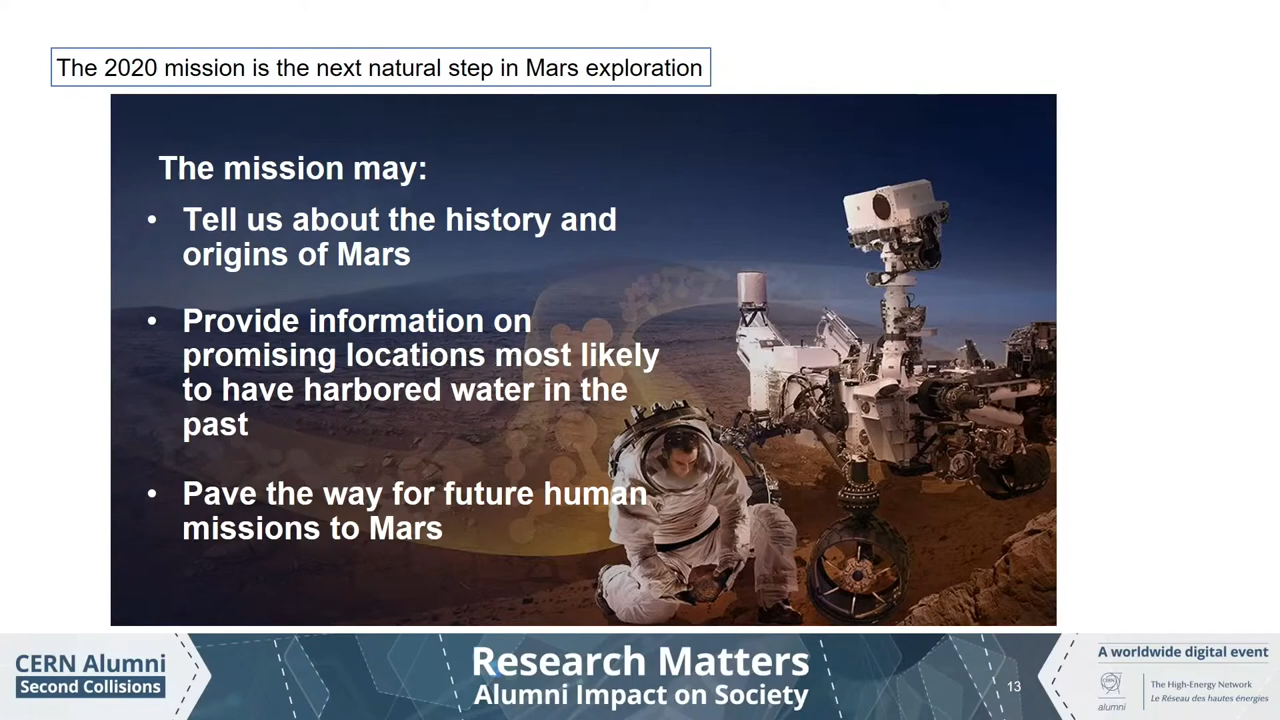 The 2020 mission is the next natural step in Mars exploration
The mission may:
• Tell us about the history and
origins of Mars
• Provide information on
promising locations most likely
to have harbored water in the
past
• Pave the way for future human
missions to Mars
CERN Alumni
Second Collisions
Research Matters
Alumni Impact on Society
13
A worldwide digital event
CERN
alumni
The High-Energy Network
Le Réseau des hautes énergies